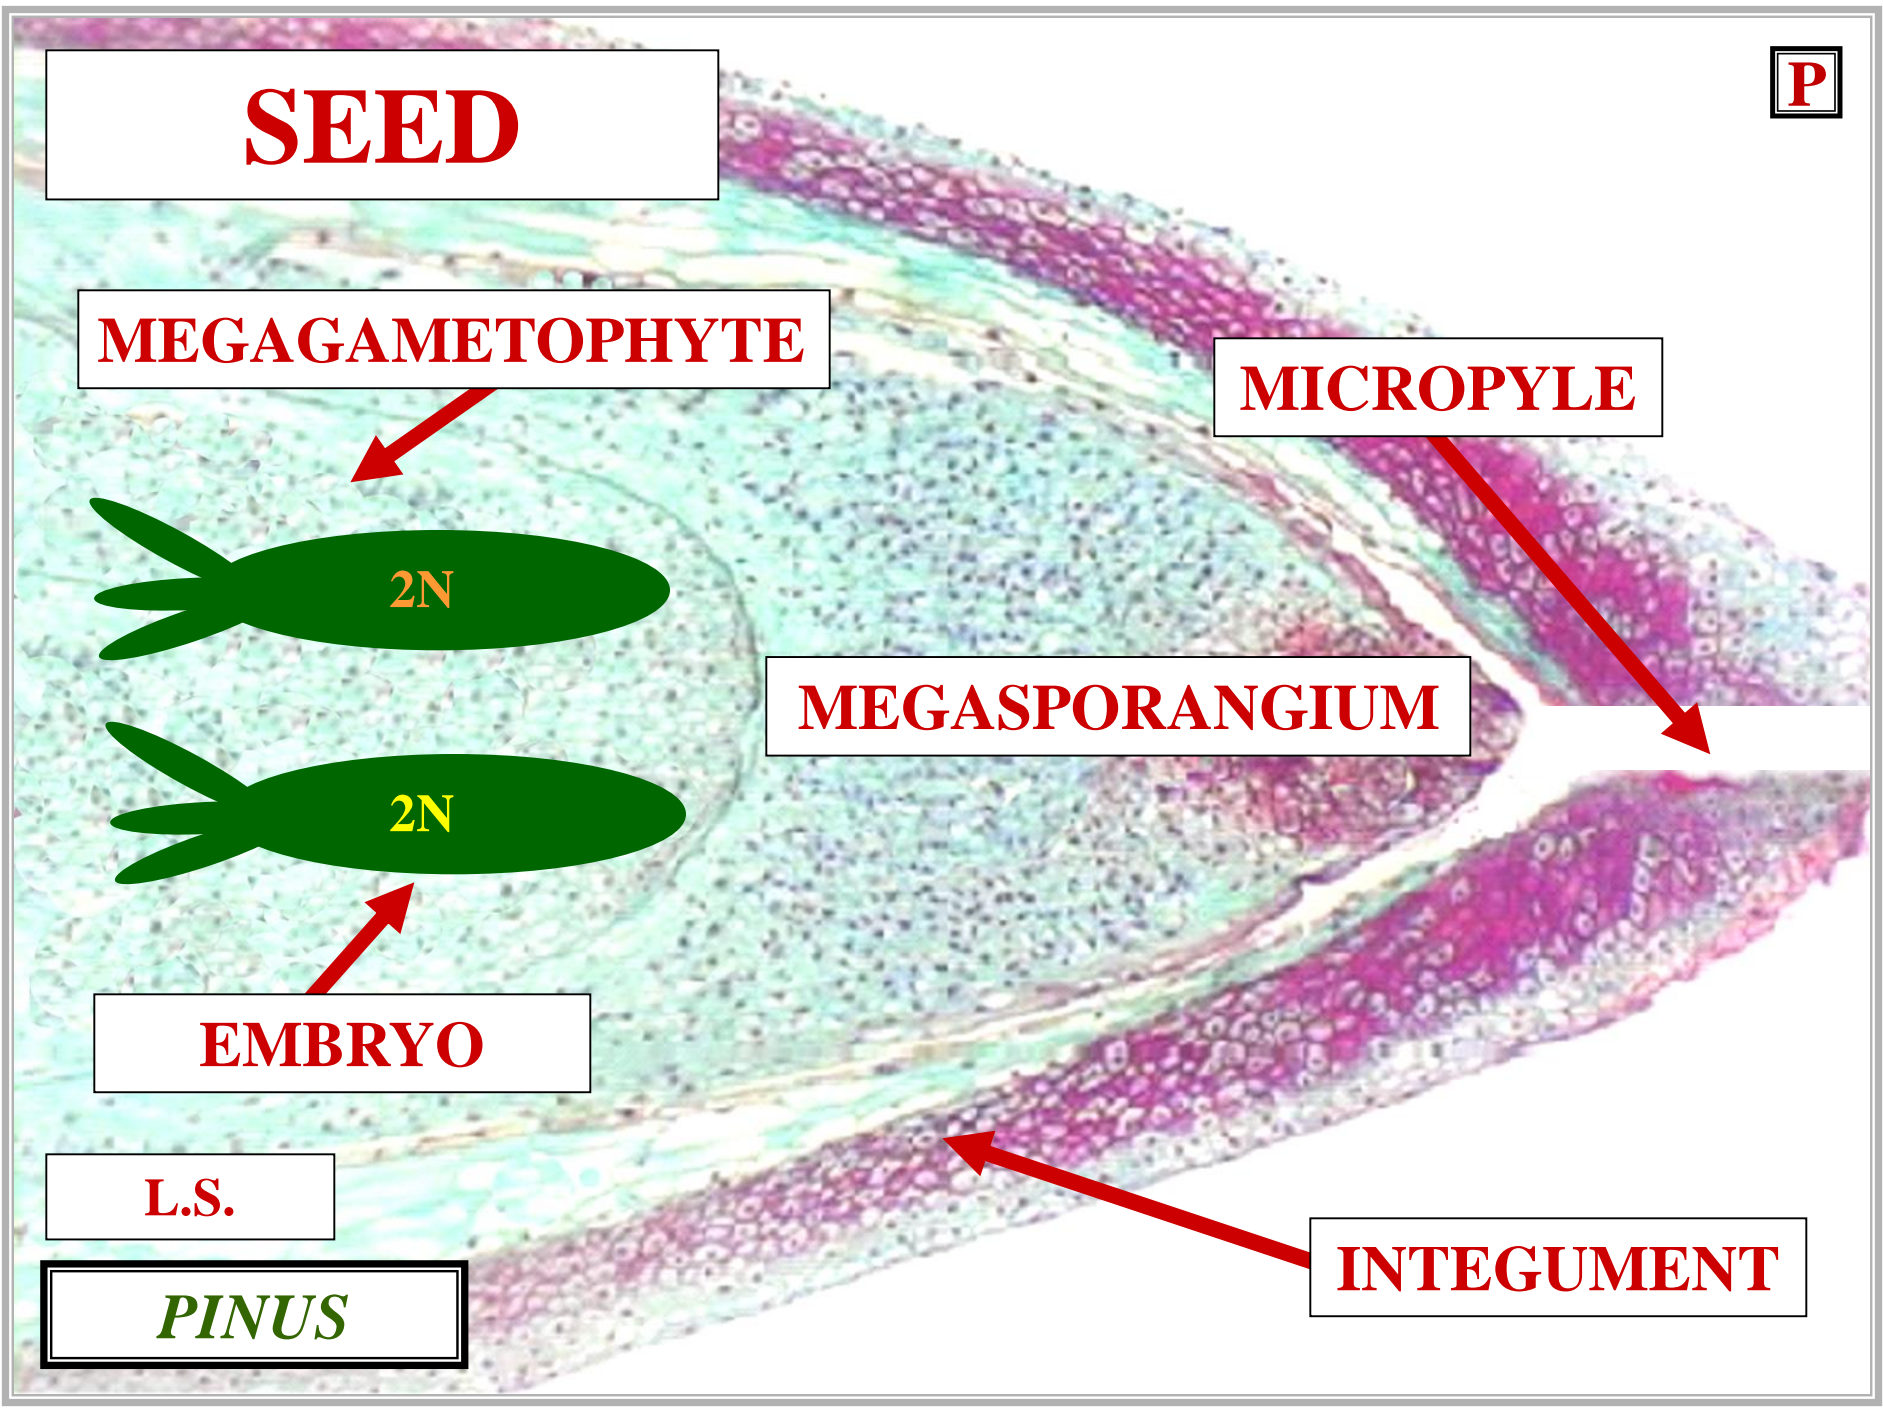 SEED
P
MEGAGAMETOPHYTE
MICROPYLE
2N
MEGASPORANGIUM
2N
EMBRYO
L.S.
INTEGUMENT
PINUS